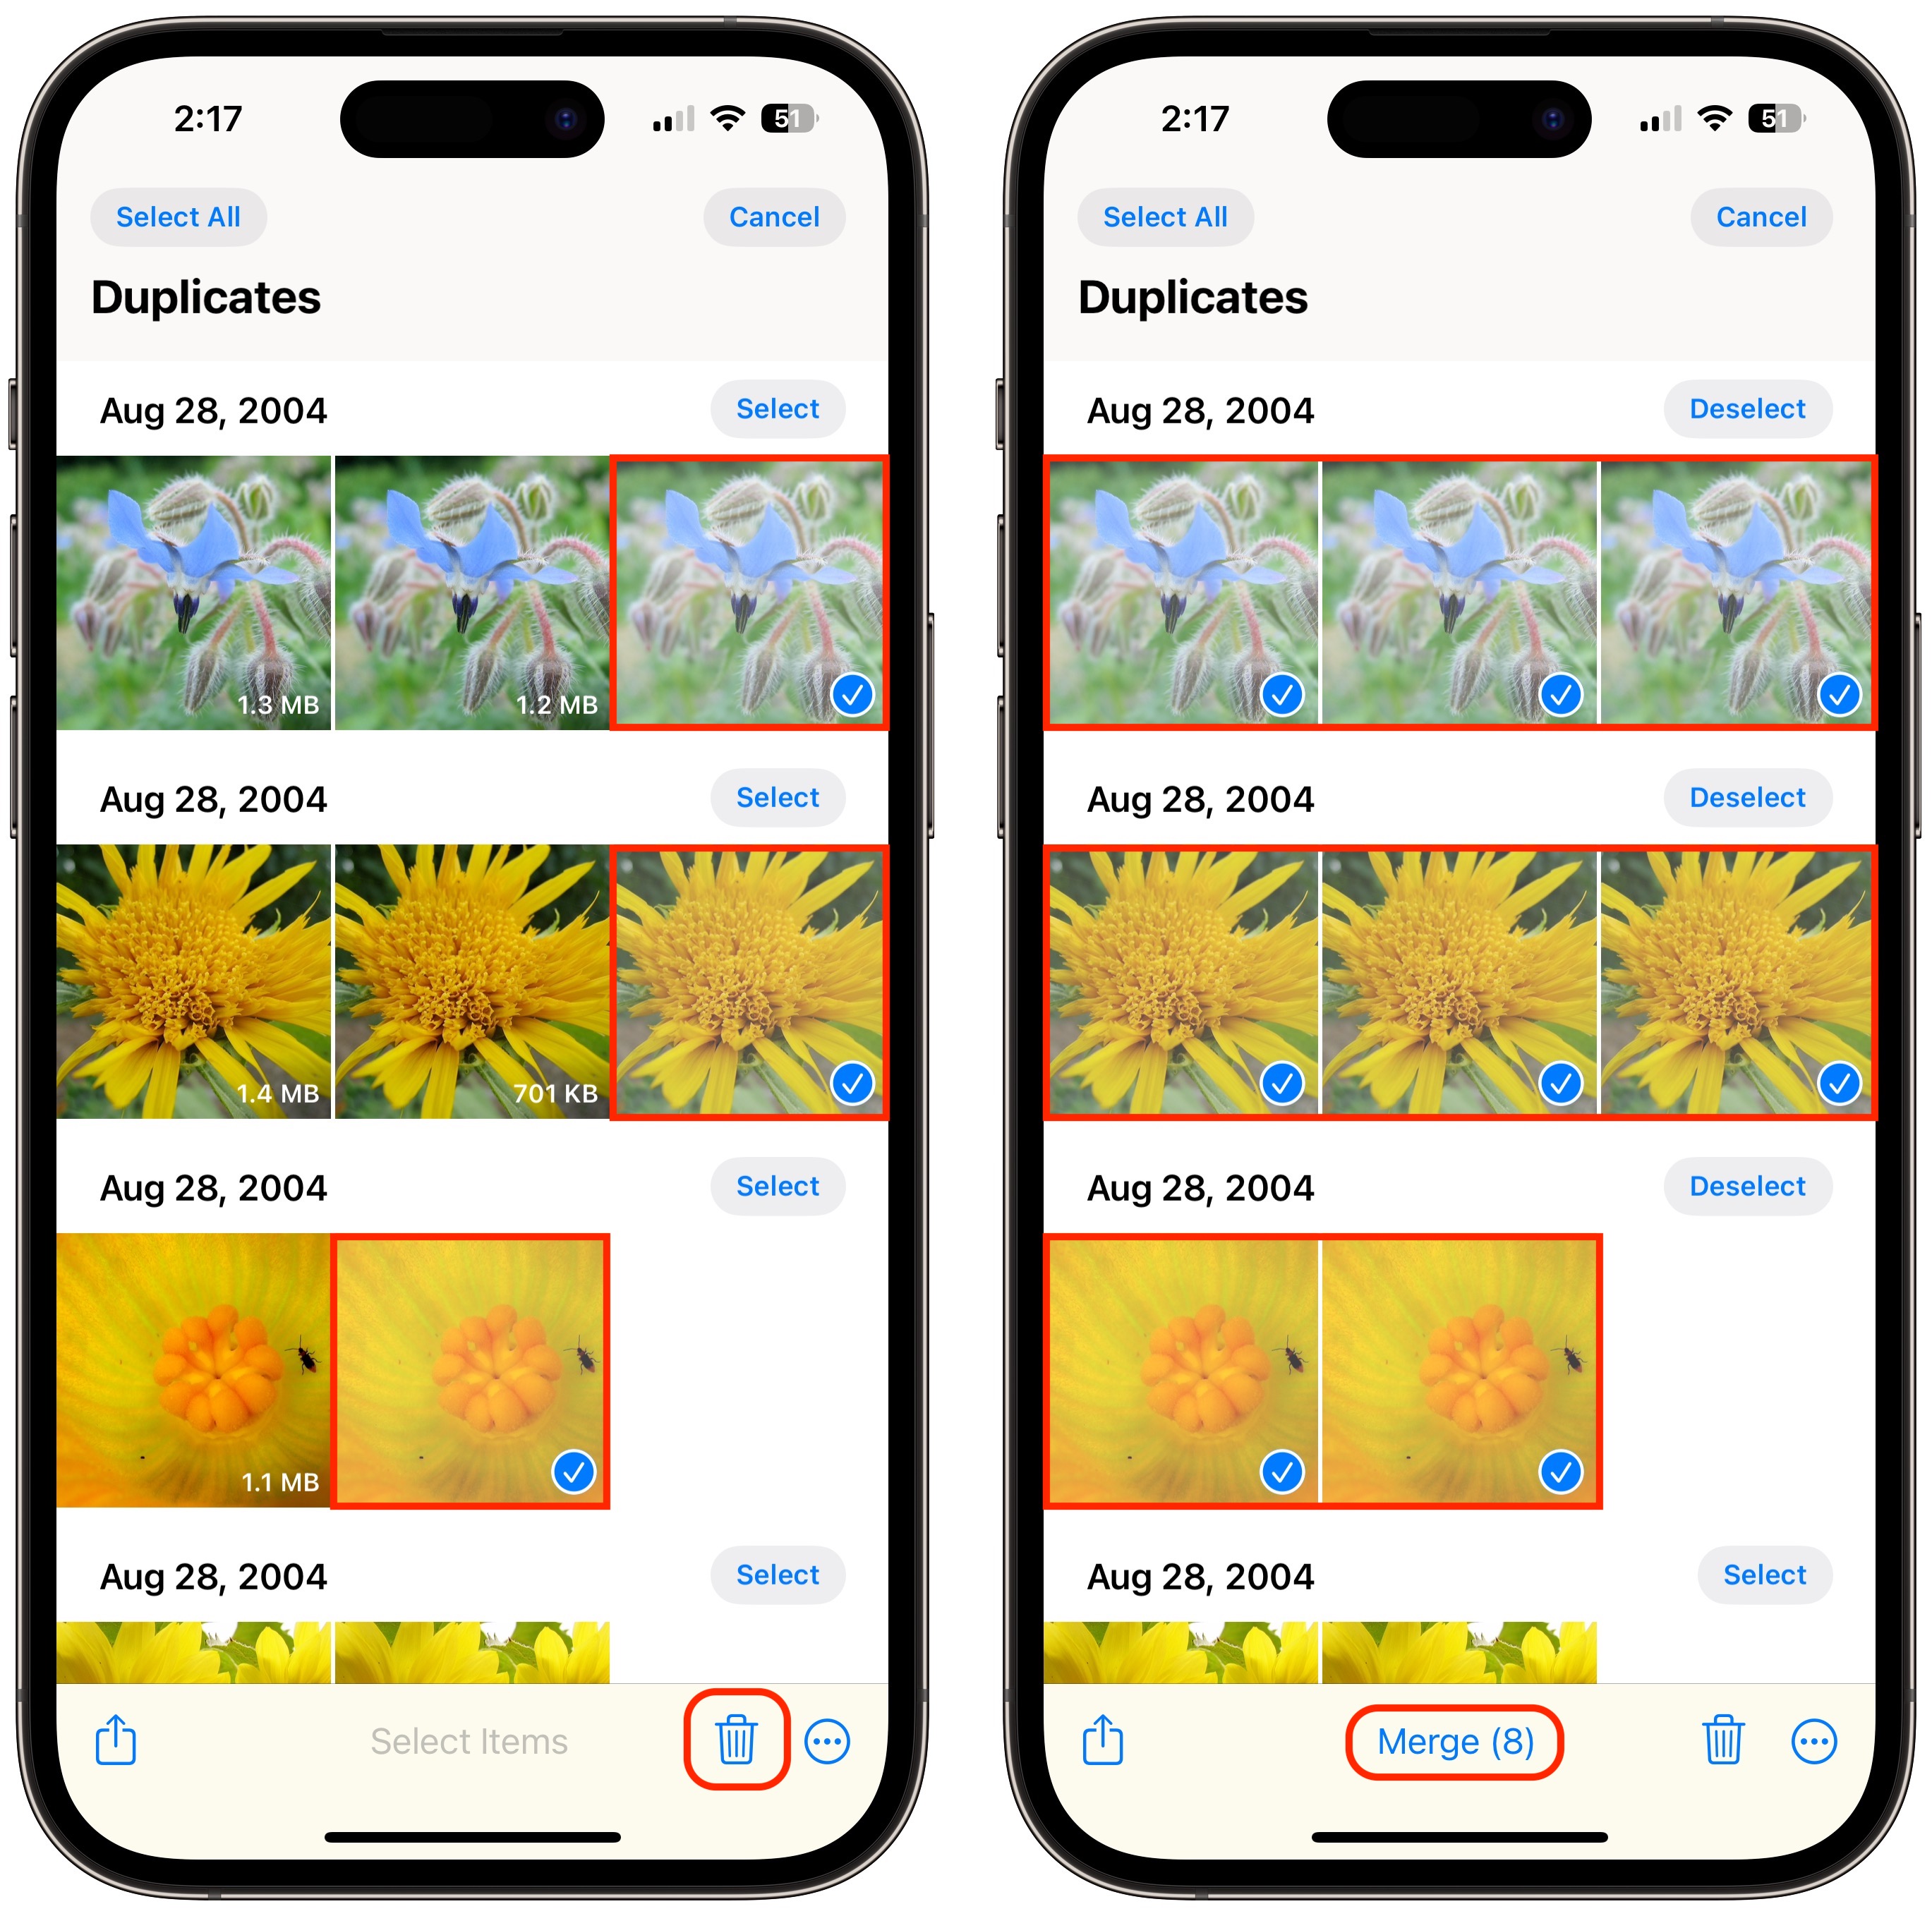 2:17
51
Select All
Cancel
Duplicates
Aug 28, 2004
Select
1.3 MB
1.2 MB
Aug 28, 2004
Select
1.4 MB
701 KB
Aug 28, 2004
Select
1.1 MB
Aug 28, 2004
Select
Select Items
2:17
51
Select All
Cancel
Duplicates
Aug 28, 2004
Deselect
Aug 28, 2004
Deselect
Aug 28, 2004
Deselect
Aug 28, 2004
Select
Merge (8)